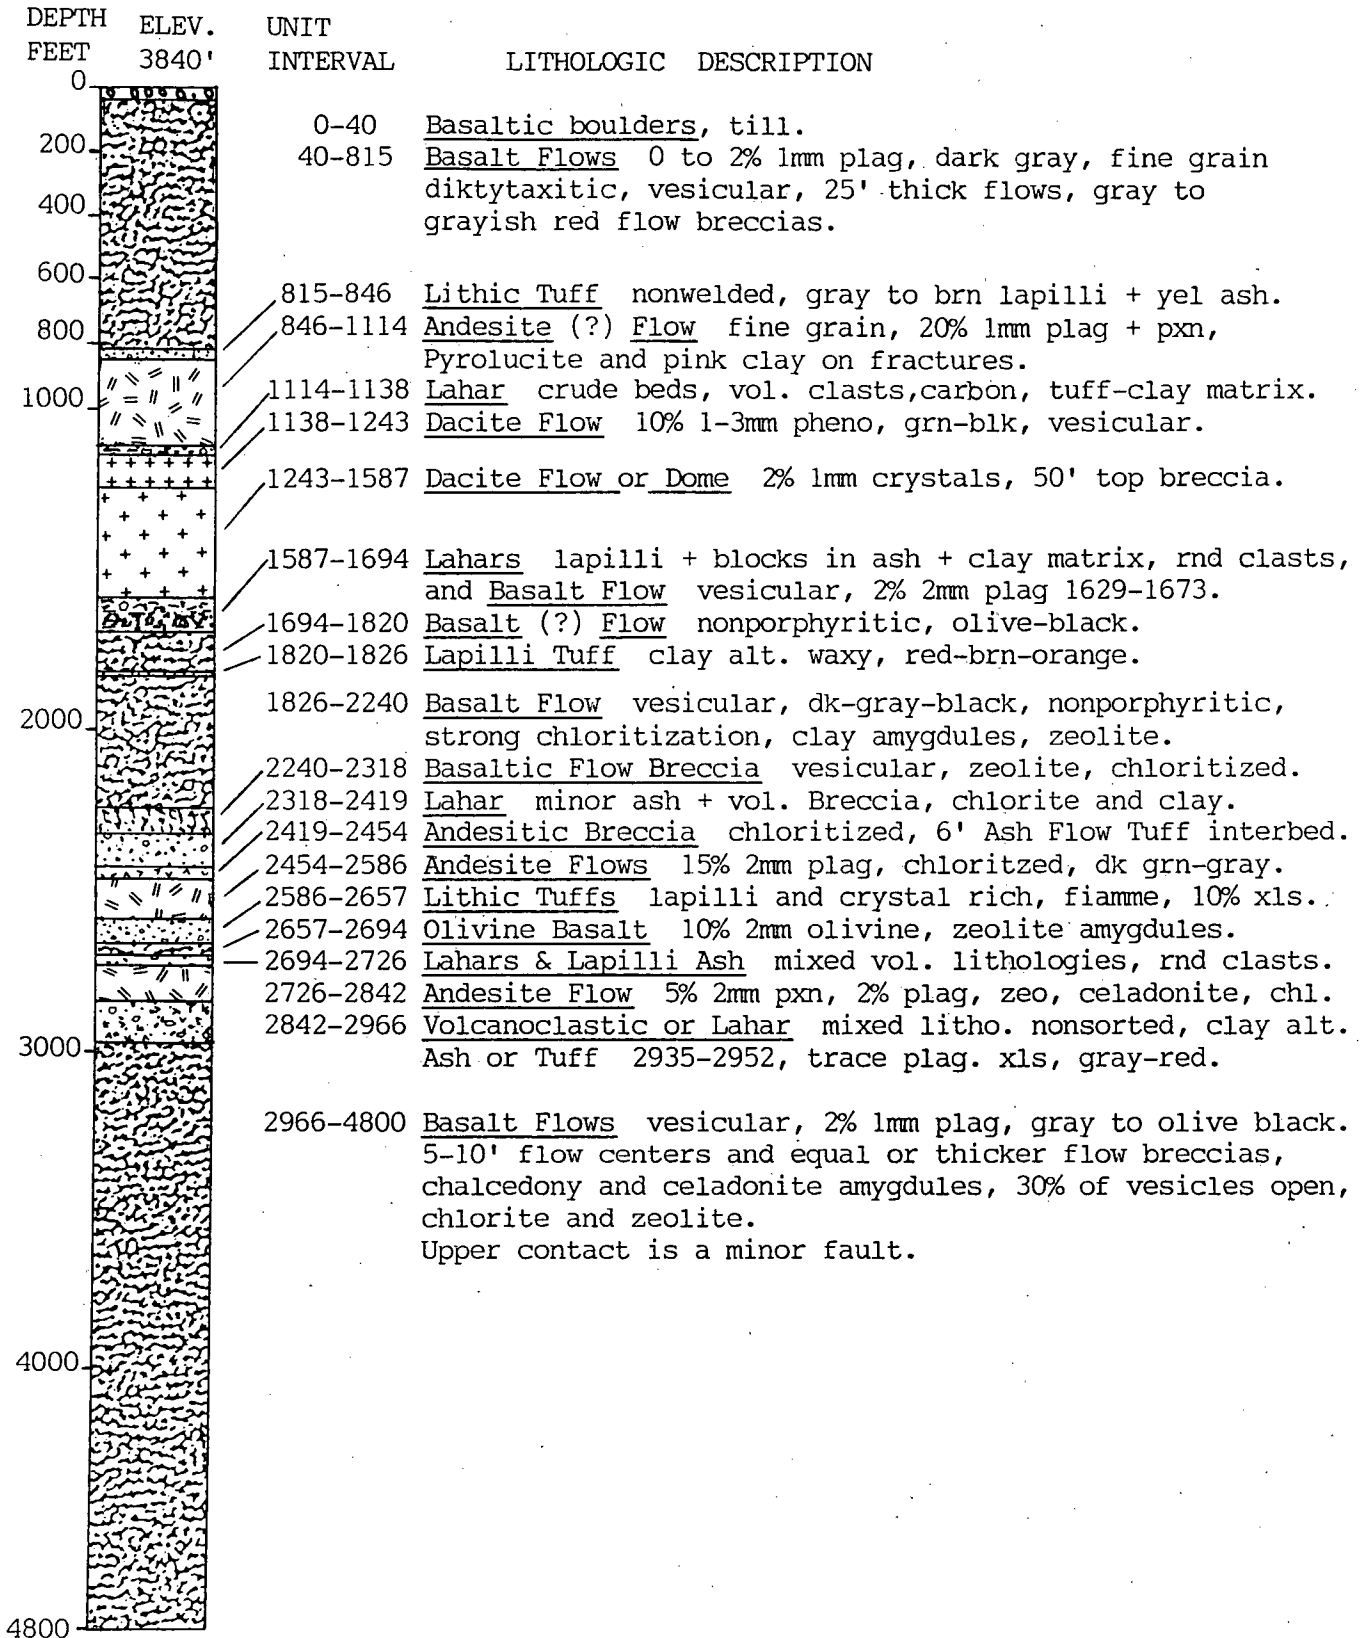 DEPTH ELEV. UNIT
FEET 3840' INTERVAL LITHOLOGIC DESCRIPTION
0
0-40 Basaltic boulders, till.
200 40-815 Basalt Flows 0 to 2% 1mm plag, dark gray, fine grain
diktytaxitic, vesicular, 25' thick flows, gray to
400 grayish red flow breccias.
600
815-846 Lithic Tuff nonwelded, gray to brn lapilli + yel ash.
800 846-1114 Andesite (?) Flow fine grain, 20% 1mm plag + pxn,
Pyrolucite and pink clay on fractures.
1000 1114-1138 Lahar crude beds, vol. clasts,carbon, tuff-clay matrix.
1138-1243 Dacite Flow 10% 1-3mm pheno, grn-blk, vesicular.
1243-1587 Dacite Flow or Dome 2% 1mm crystals, 50' top breccia.
1587-1694 Lahars lapilli + blocks in ash + clay matrix, rnd clasts,
and Basalt Flow vesicular, 2% 2mm plag 1629-1673.
1694-1820 Basalt (?) Flow nonporphyritic, olive-black.
1820-1826 Lapilli Tuff clay alt. waxy, red-brn-orange.
1826-2240 Basalt Flow vesicular, dk-gray-black, nonporphyritic,
2000 strong chloritization, clay amygdules, zeolite.
2240-2318 Basaltic Flow Breccia vesicular, zeolite, chloritized.
2318-2419 Lahar minor ash + vol. Breccia, chlorite and clay.
2419-2454 Andesitic Breccia chloritized, 6' Ash Flow Tuff interbed.
2454-2586 Andesite Flows 15% 2mm plag, chloritzed, dk grn-gray.
2586-2657 Lithic Tuffs lapilli and crystal rich, fiamme, 10% xls.
2657-2694 Olivine Basalt 10% 2mm olivine, zeolite amygdules.
2694-2726 Lahars & Lapilli Ash mixed vol. lithologies, rnd clasts.
2726-2842 Andesite Flow 5% 2mm pxn, 2% plag, zeo, celadonite, chl.
2842-2966 Volcanoclastic or Lahar mixed litho. nonsorted, clay alt.
3000 Ash or Tuff 2935-2952, trace plag. xls, gray-red.
2966-4800 Basalt Flows vesicular, 2% 1mm plag, gray to olive black.
5-10' flow centers and equal or thicker flow breccias,
chalcedony and celadonite amygdules, 30% of vesicles open,
chlorite and zeolite.
Upper contact is a minor fault.
4000
4800